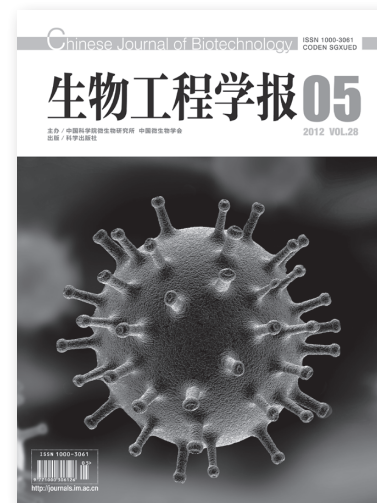 Chinese Journal of Biotechnology
ISSN 1000-3061
CODEN SGXUED
生物工程学报 05
主办 / 中国科学院微生物研究所 中国微生物学会
出版 / 科学出版社
2012 VOL.28
ISSN 1000-3061
http://journals.im.ac.cn